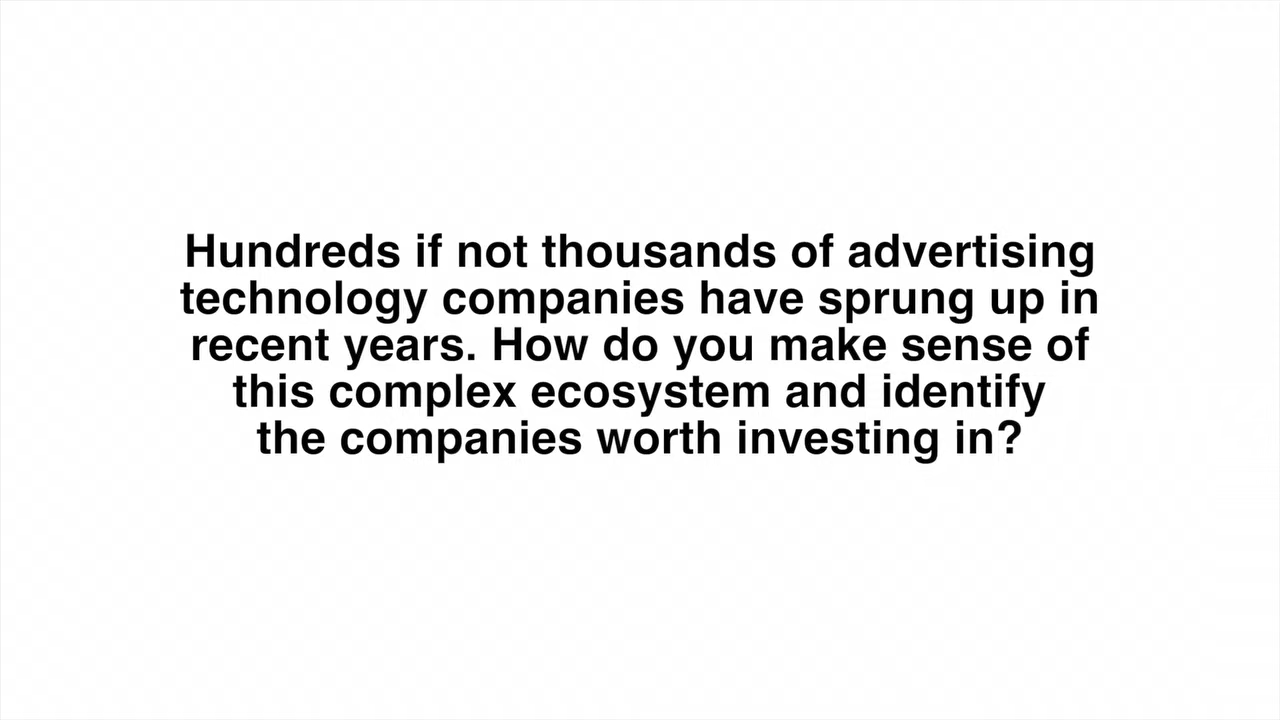 Hundreds if not thousands of advertising
technology companies have sprung up in
recent years. How do you make sense of
this complex ecosystem and identify
the companies worth investing in?